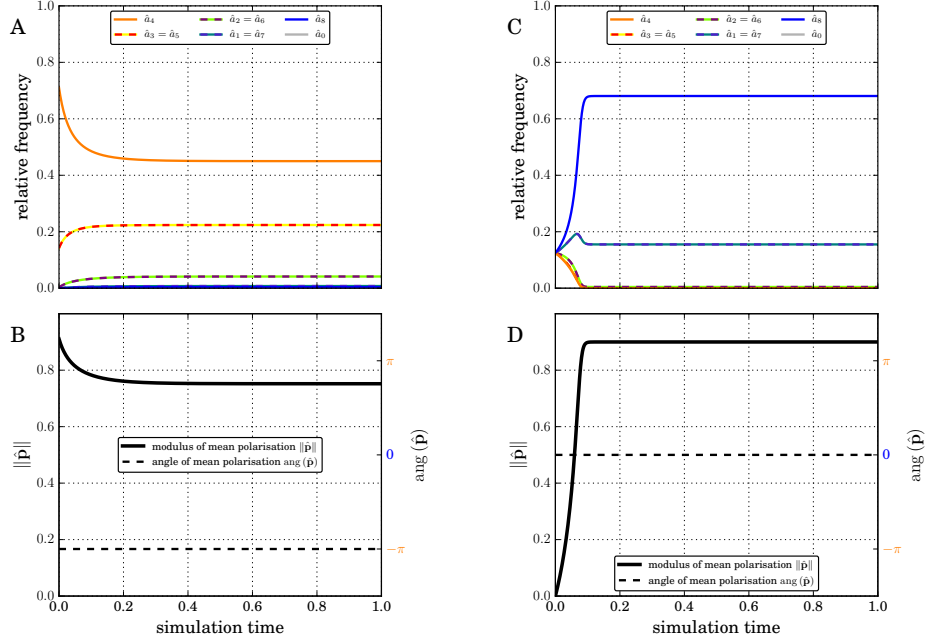 A
1.0
0.8
0.6
0.4
0.2
0.0
relative frequency
â₄
â₃ = â₅
â₂ = â₆
â₁ = â₇
â₈
â₀
B
0.8
0.6
0.4
0.2
0.0
‖p̂‖
modulus of mean polarisation ‖p̂‖
angle of mean polarisation ang (p̂)
π
0
−π
ang (p̂)
0.0 0.2 0.4 0.6 0.8 1.0
simulation time
C
1.0
0.8
0.6
0.4
0.2
0.0
relative frequency
â₄
â₃ = â₅
â₂ = â₆
â₁ = â₇
â₈
â₀
D
0.8
0.6
0.4
0.2
0.0
‖p̂‖
modulus of mean polarisation ‖p̂‖
angle of mean polarisation ang (p̂)
π
0
−π
ang (p̂)
0.0 0.2 0.4 0.6 0.8 1.0
simulation time